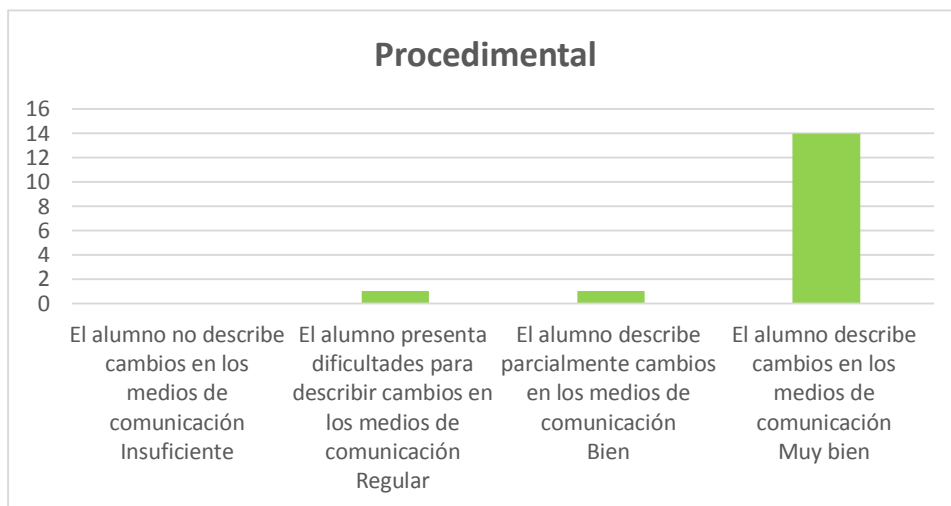 Procedimental
16
14
12
10
8
6
4
2
0
El alumno no describe
cambios en los
medios de
comunicación
Insuficiente
El alumno presenta
dificultades para
describir cambios en
los medios de
comunicación
Regular
El alumno describe
parcialmente cambios
en los medios de
comunicación
Bien
El alumno describe
cambios en los
medios de
comunicación
Muy bien